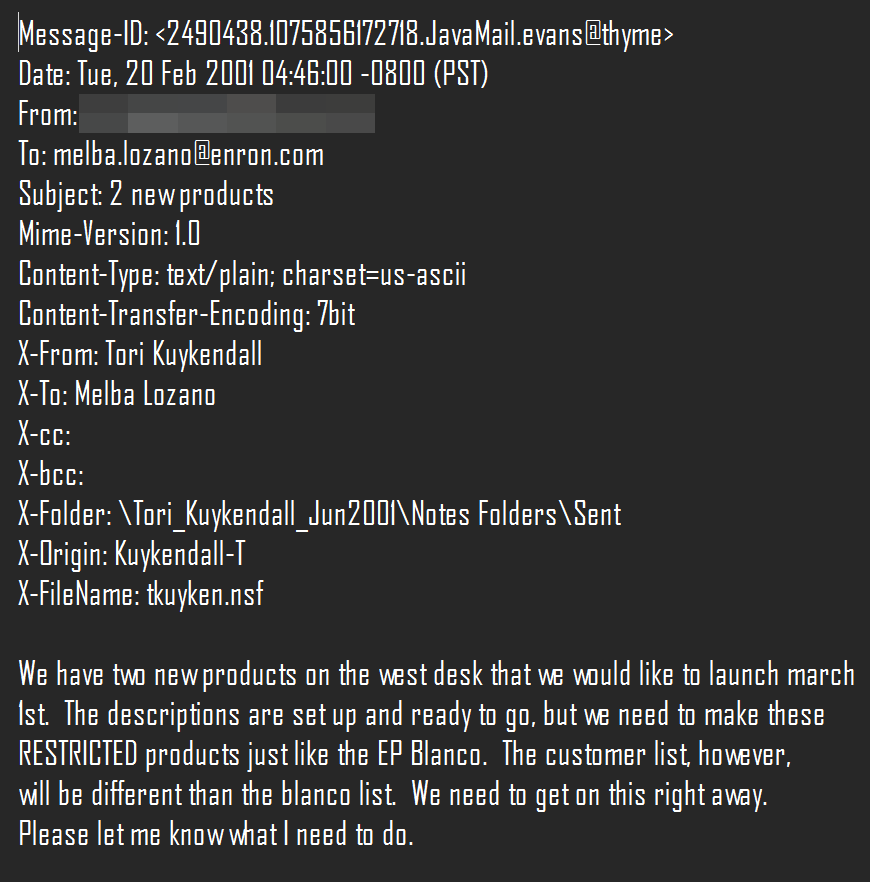 Message-ID: <2490438.1075856172718.JavaMail.evans@thyme>
Date: Tue, 20 Feb 2001 04:46:00 -0800 (PST)
From:
To: melba.lozano@enron.com
Subject: 2 new products
Mime-Version: 1.0
Content-Type: text/plain; charset=us-ascii
Content-Transfer-Encoding: 7bit
X-From: Tori Kuykendall
X-To: Melba Lozano
X-cc:
X-bcc:
X-Folder: \Tori_Kuykendall_Jun2001\Notes Folders\Sent
X-Origin: Kuykendall-T
X-FileName: tkuyken.nsf

We have two new products on the west desk that we would like to launch march
1st.  The descriptions are set up and ready to go, but we need to make these
RESTRICTED products just like the EP Blanco.  The customer list, however,
will be different than the blanco list.  We need to get on this right away.
Please let me know what I need to do.